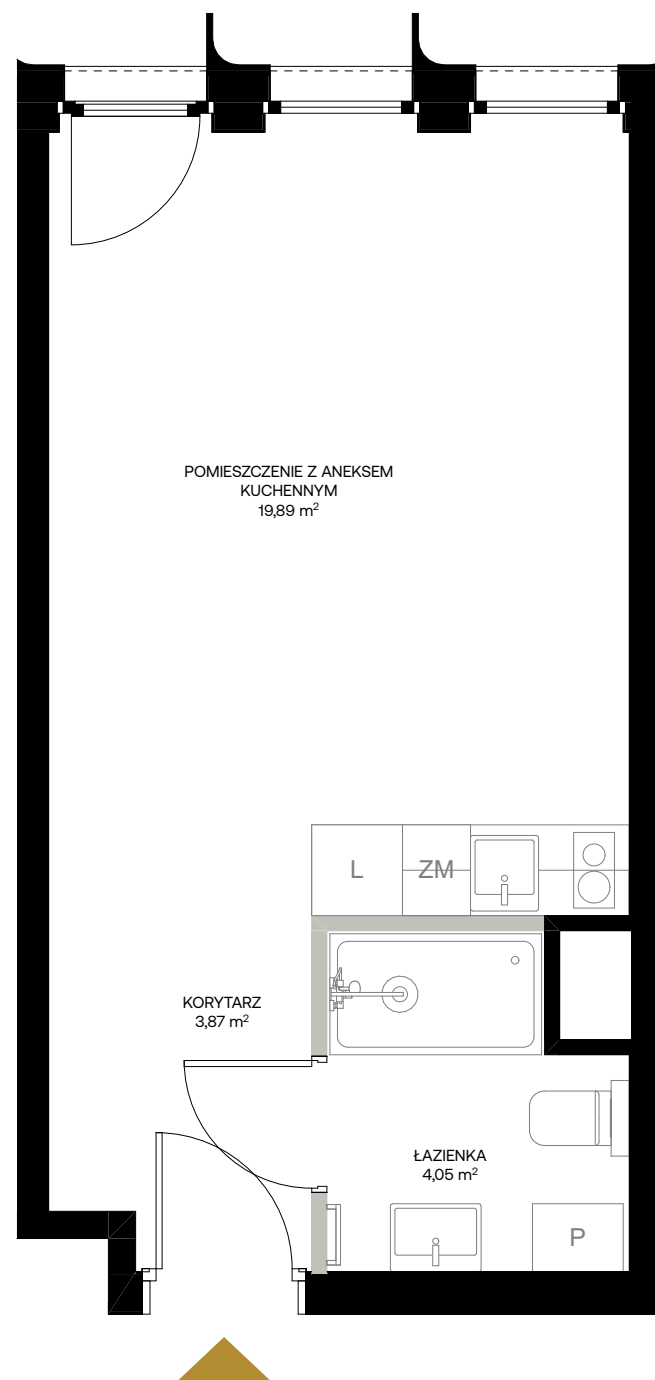 POMIESZCZENIE Z ANEKSEM
KUCHENNYM
19,89 m²
L
ZM
KORYTARZ
3,87 m²
ŁAZIENKA
4,05 m²
P